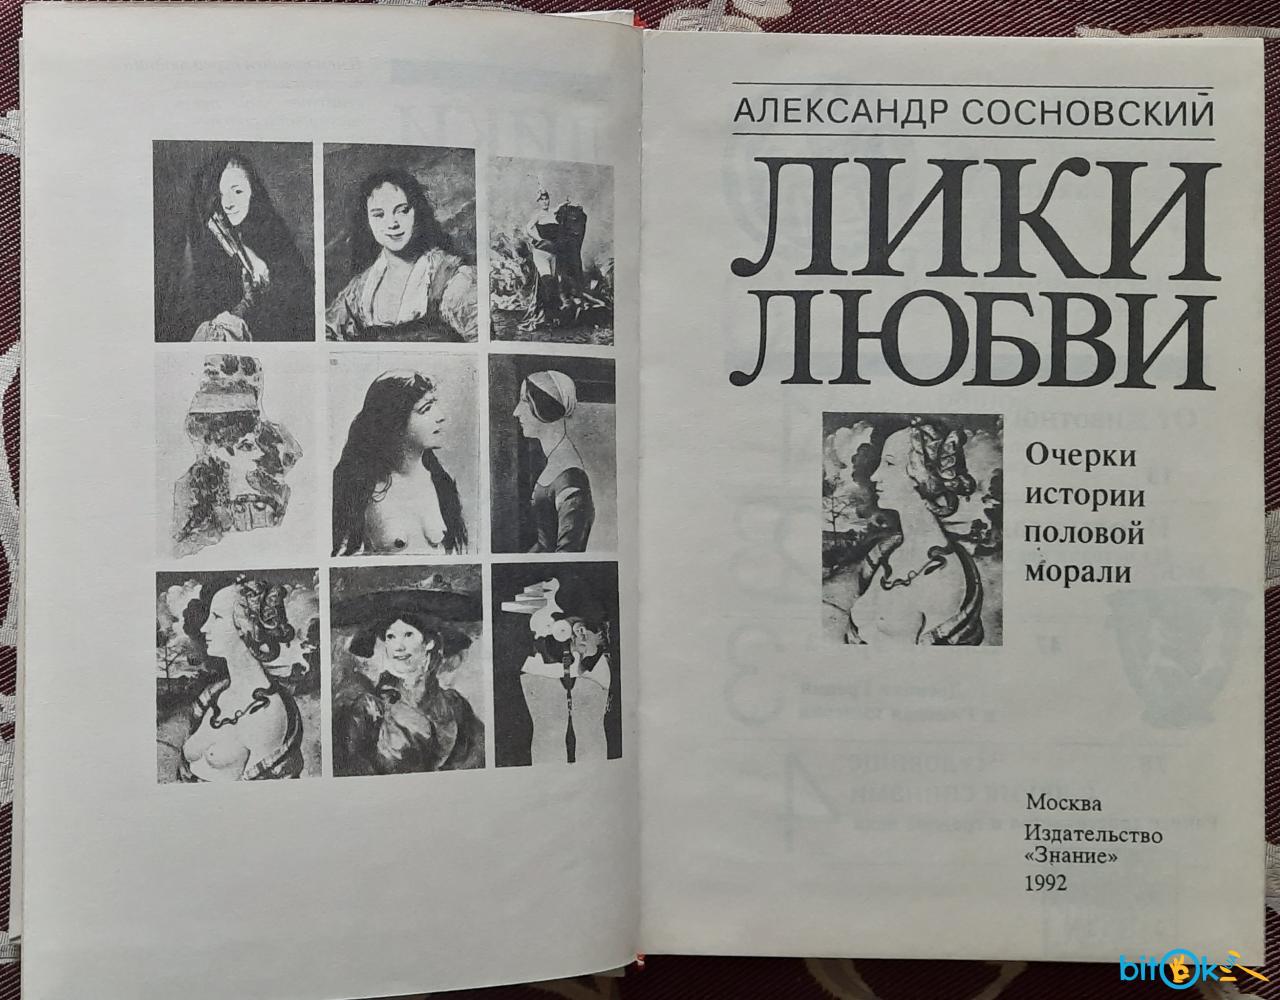 АЛЕКСАНДР СОСНОВСКИЙ
ЛИКИ
ЛЮБВИ
Очерки
истории
половой
морали
Москва
Издательство
«Знание»
1992
bitOk